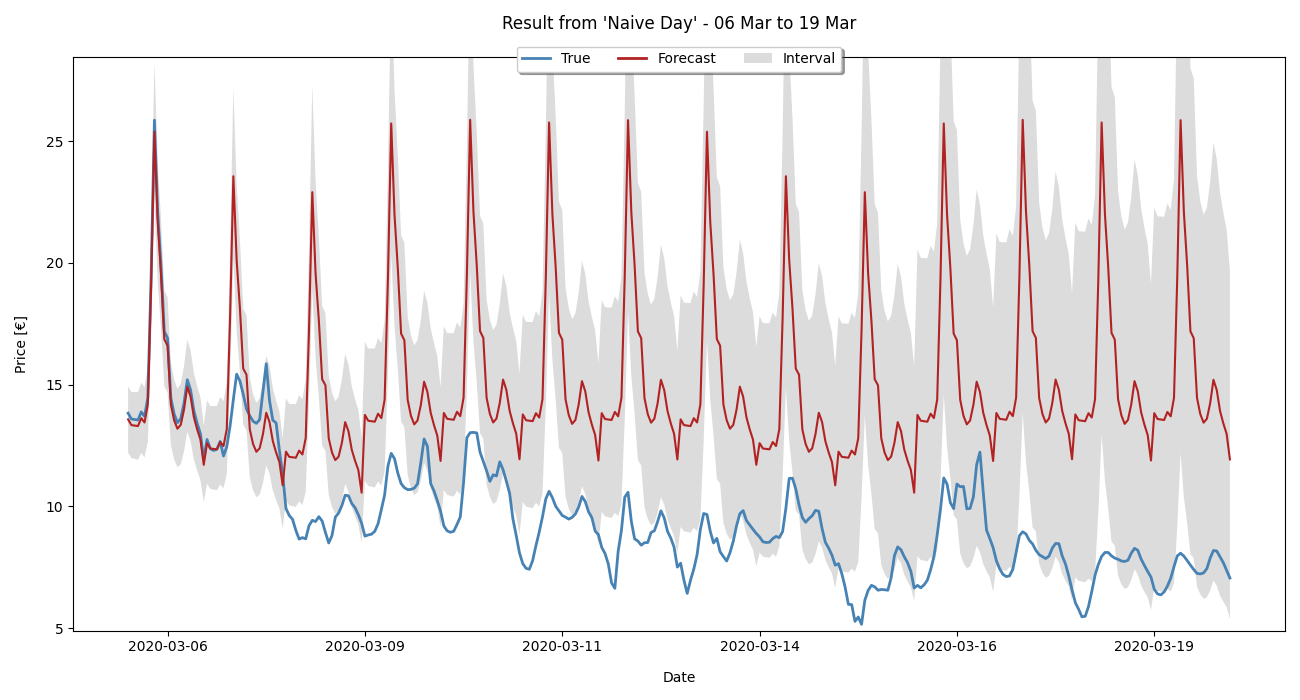 Result from 'Naive Day' - 06 Mar to 19 Mar
True Forecast Interval
25
20
15
10
5
Price [€]
2020-03-06 2020-03-09 2020-03-11 2020-03-14 2020-03-16 2020-03-19
Date